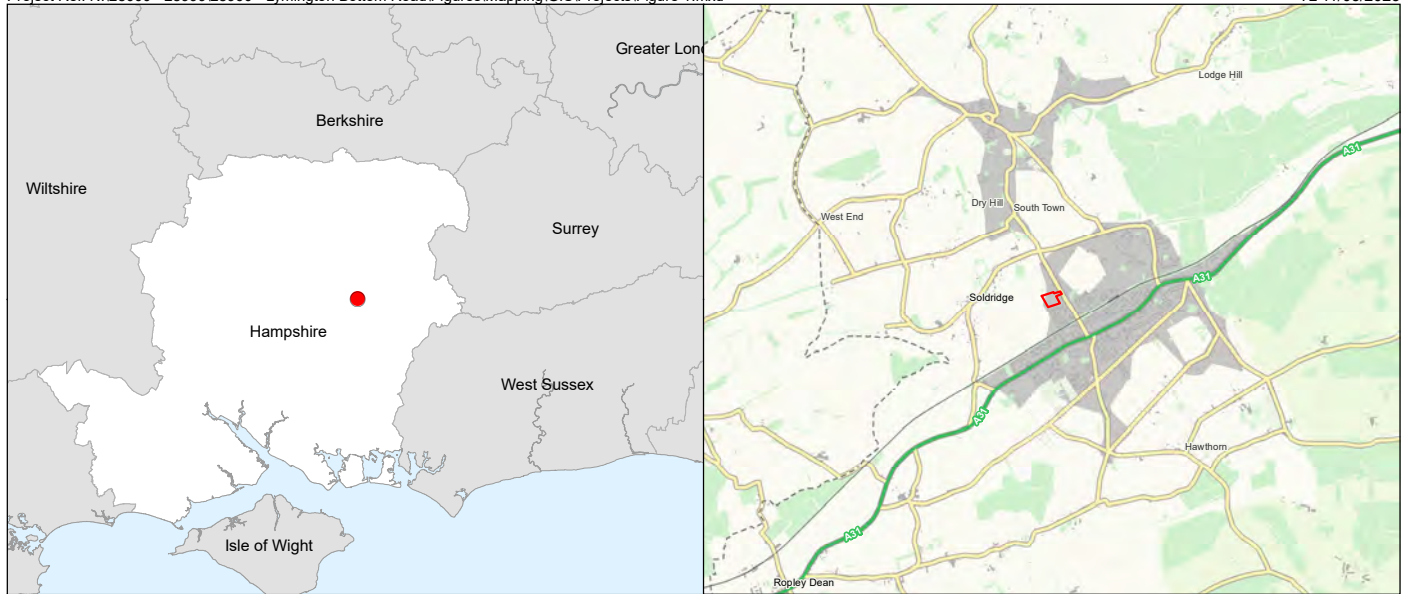 Greater Lon
Berkshire
Wiltshire
Surrey
Hampshire
West Sussex
Isle of Wight
Lodge Hill
A31
Dry Hill
South Town
West End
A31
Soldridge
A31
Hawthorn
A31
Ropley Dean